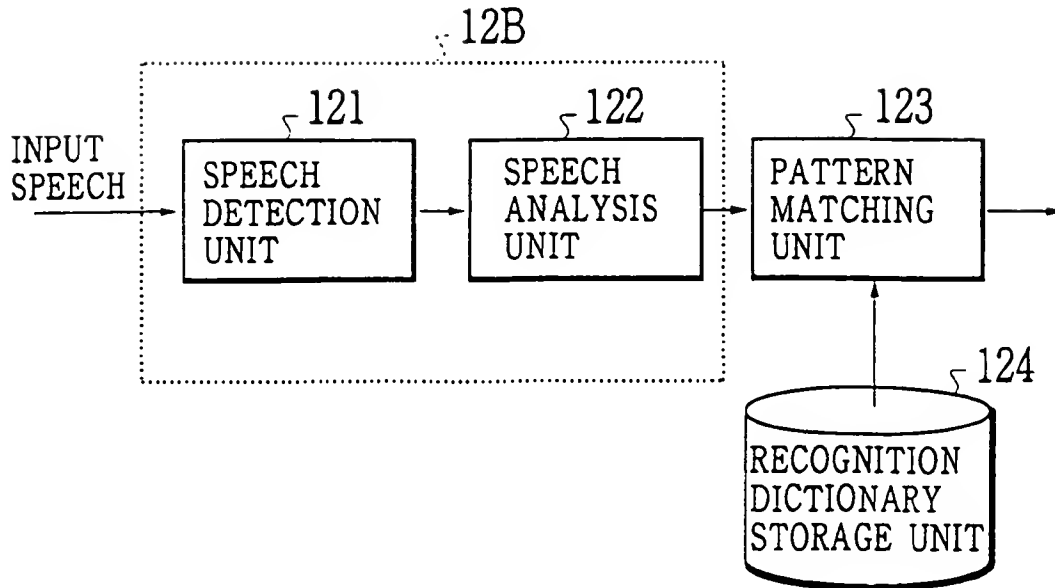 12B
121
122
123
INPUT
SPEECH
SPEECH
DETECTION
UNIT
SPEECH
ANALYSIS
UNIT
PATTERN
MATCHING
UNIT
124
RECOGNITION
DICTIONARY
STORAGE UNIT